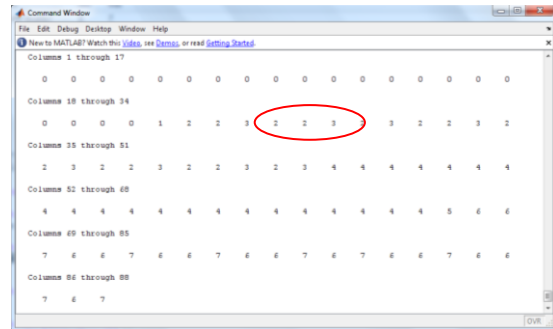 Command Window
File Edit Debug Desktop Window Help
New to MATLAB? Watch this Video, see Demos, or read Getting Started.
Columns 1 through 17
0 0 0 0 0 0 0 0 0 0 0 0 0 0 0 0 0
Columns 18 through 34
0 0 0 0 1 2 2 3 2 2 3 2 3 2 2 3 2
Columns 35 through 51
2 3 2 2 3 2 2 3 2 3 4 4 4 4 4 4 4
Columns 52 through 68
4 4 4 4 4 4 4 4 4 4 4 4 4 4 5 6 6
Columns 69 through 85
7 6 6 7 6 6 7 6 6 7 6 7 6 6 7 6 6
Columns 86 through 88
7 6 7
OVR